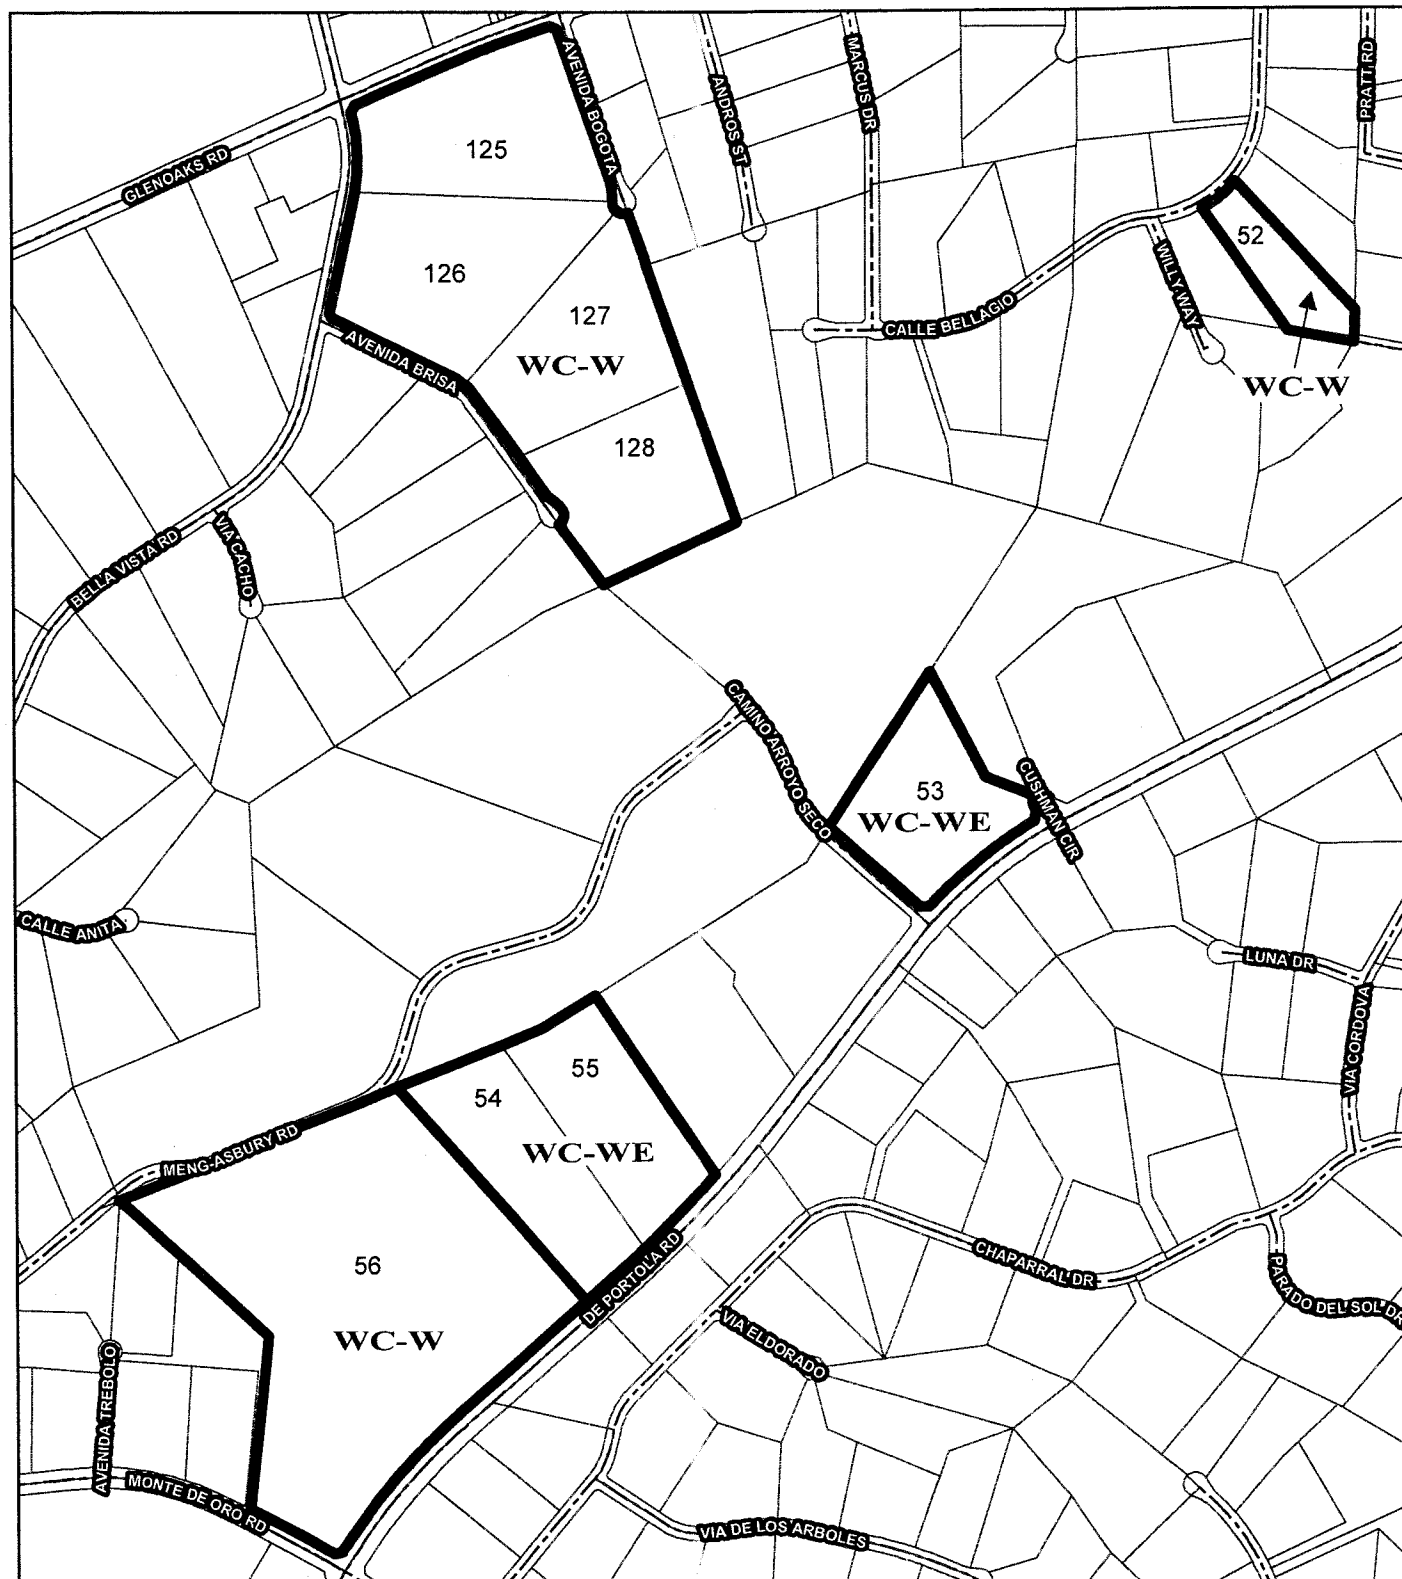 AVENIDA BOGOTA
ANDROS ST
MARCUS DR
PRATT RD
GLENOAKS RD
125
52
126
127
WC-W
WILLY WAY
CALLE BELLAGIO
AVENIDA BRISA
WC-W
128
BELLA VISTA RD
VIA CACHO
CAMINO ARROYO SECO
53
WC-WE
CUSHMAN CIR
CALLE ANITA
LUNA DR
VIA CORDOVA
55
54
WC-WE
MENG-ASBURY RD
56
WC-W
DE PORTOLA RD
CHAPARRAL DR
PARADO DEL SOL DR
VIA ELDORADO
AVENIDA TREBOLO
MONTE DE ORO RD
VIA DE LOS ARBOLES